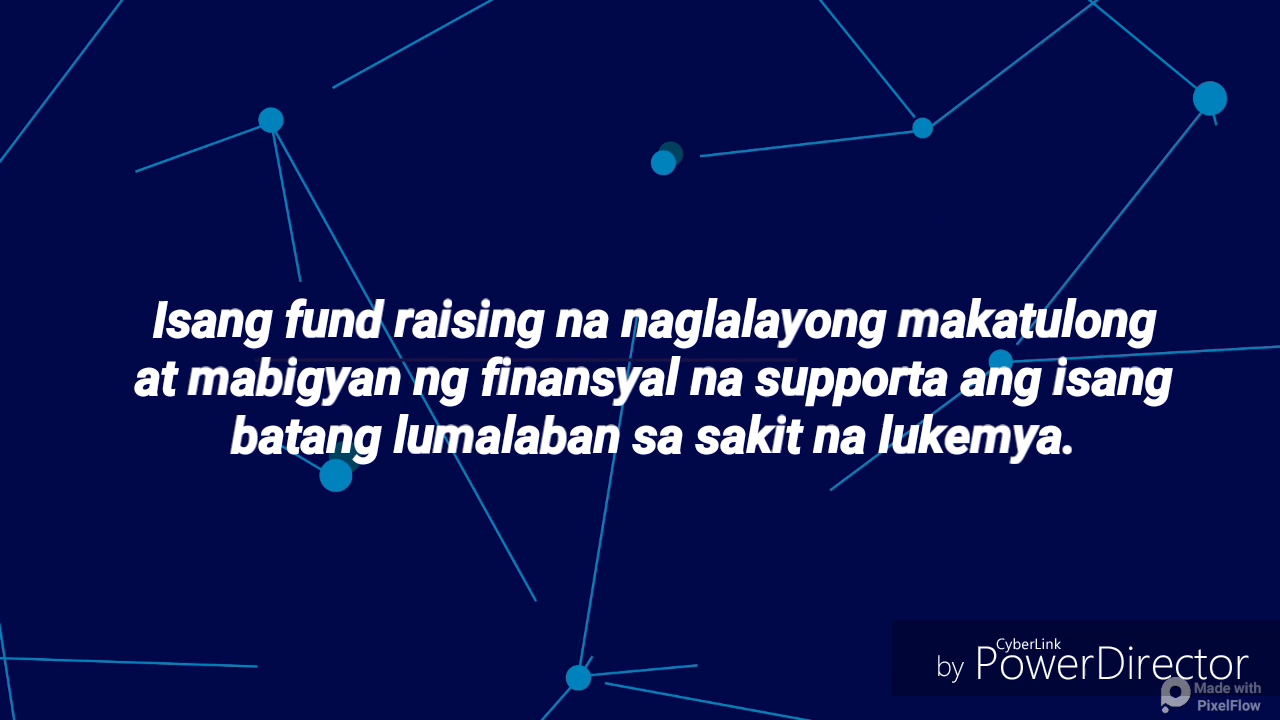 Isang fund raising na naglalayong makatulong
at mabigyan ng finansyal na supporta ang isang
batang lumalaban sa sakit na lukemya.
CyberLink
by PowerDirector
Made with
PixelFlow